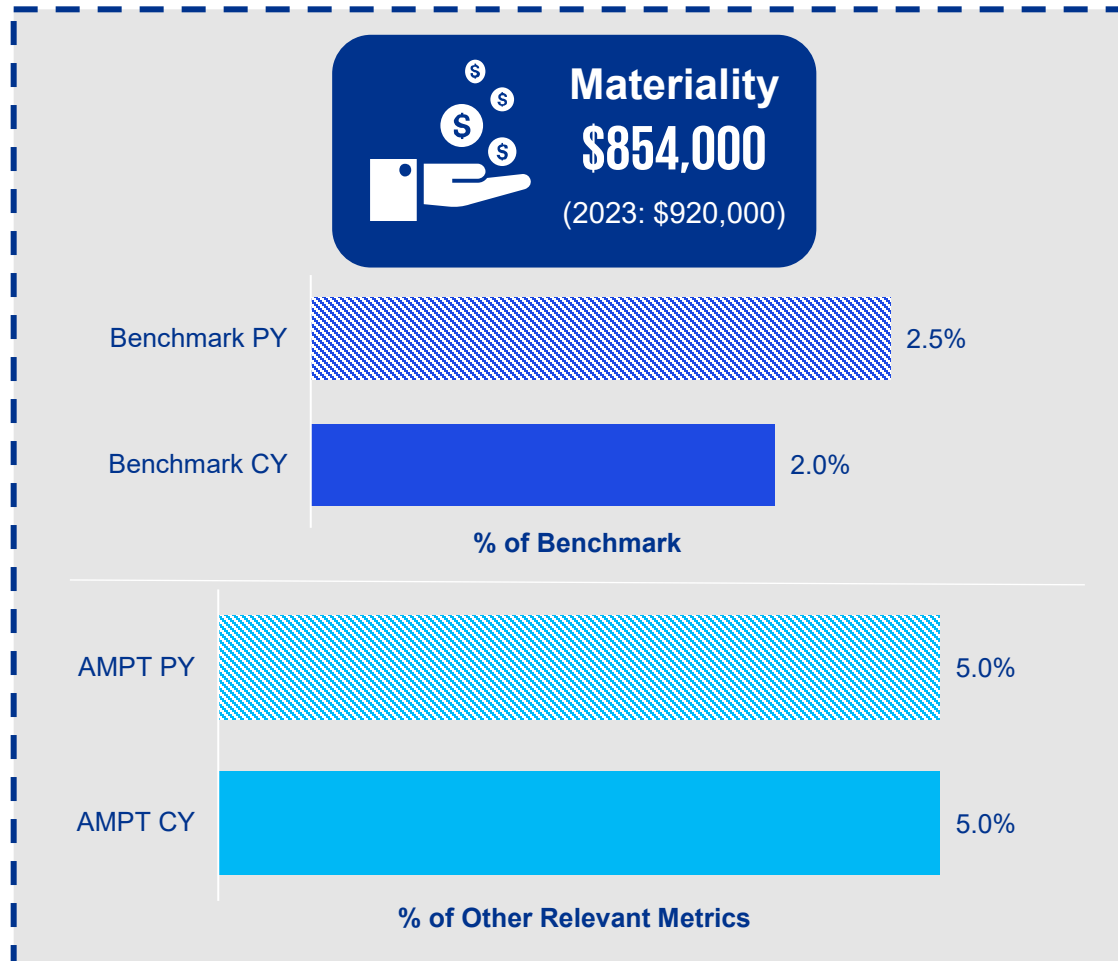 $
$
$
$
Materiality
$854,000
(2023: $920,000)
Benchmark PY
2.5%
Benchmark CY
2.0%
% of Benchmark
AMPT PY
5.0%
AMPT CY
5.0%
% of Other Relevant Metrics